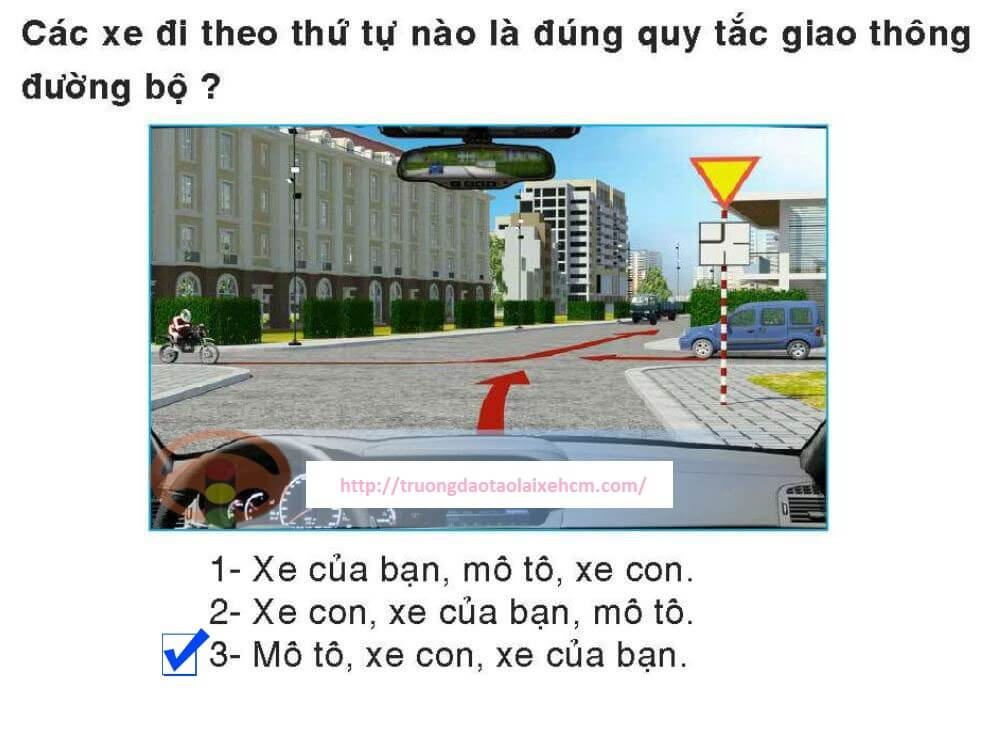 Các xe đi theo thứ tự nào là đúng quy tắc giao thông
đường bộ ?
http://truongdaotaolaixehcm.com/
1- Xe của bạn, mô tô, xe con.
2- Xe con, xe của bạn, mô tô.
3- Mô tô, xe con, xe của bạn.